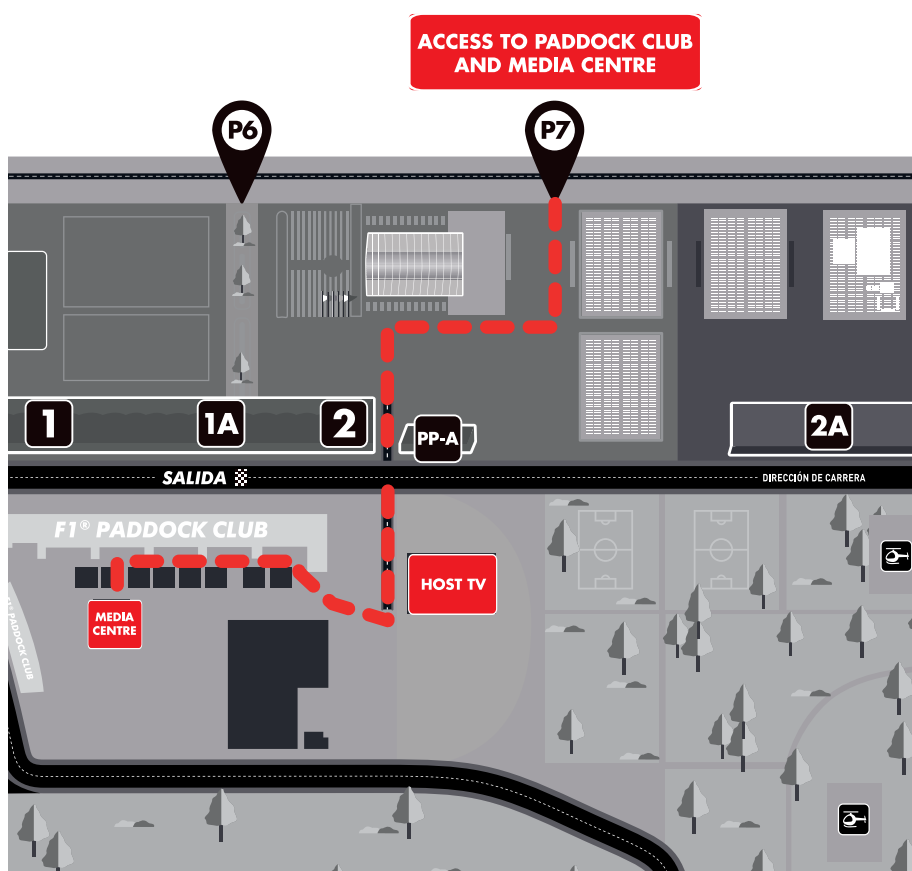 ACCESS TO PADDOCK CLUB
AND MEDIA CENTRE
P6
P7
1
1A
2
PP-A
2A
SALIDA
DIRECCIÓN DE CARRERA
F1® PADDOCK CLUB
HOST TV
MEDIA
CENTRE
PADDOCK CLUB